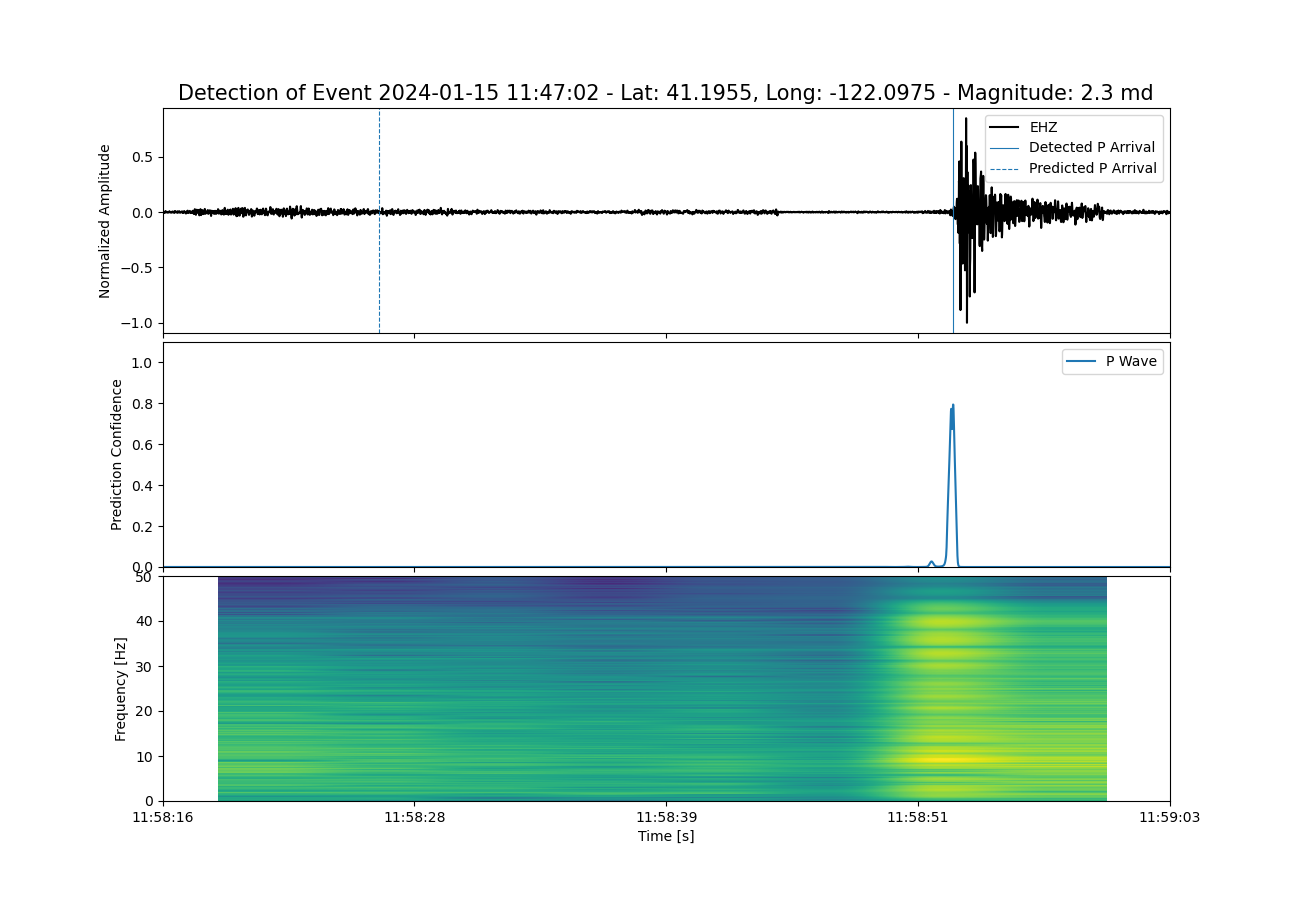 Detection of Event 2024-01-15 11:47:02 - Lat: 41.1955, Long: -122.0975 - Magnitude: 2.3 md
EHZ
Detected P Arrival
Predicted P Arrival
Normalized Amplitude
0.5
0.0
−0.5
−1.0
P Wave
Prediction Confidence
1.0
0.8
0.6
0.4
0.2
0.0
Frequency [Hz]
50
40
30
20
10
0
11:58:16 11:58:28 11:58:39 11:58:51 11:59:03
Time [s]